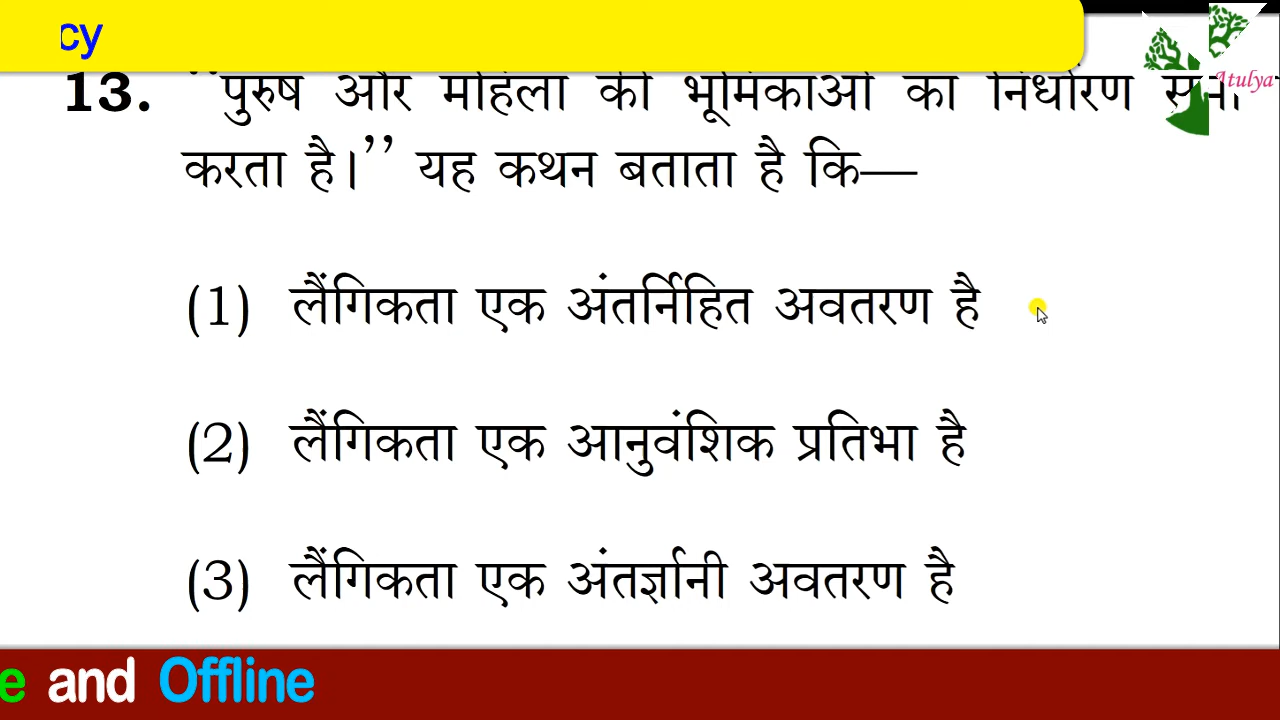 cy
Atulya
13. ''पुरुष और महिला की भूमिकाओं का निर्धारण
करता है।'' यह कथन बताता है कि—
(1) लैंगिकता एक अंतर्निहित अवतरण है
(2) लैंगिकता एक आनुवंशिक प्रतिभा है
(3) लैंगिकता एक अंतर्ज्ञानी अवतरण है
e and Offline